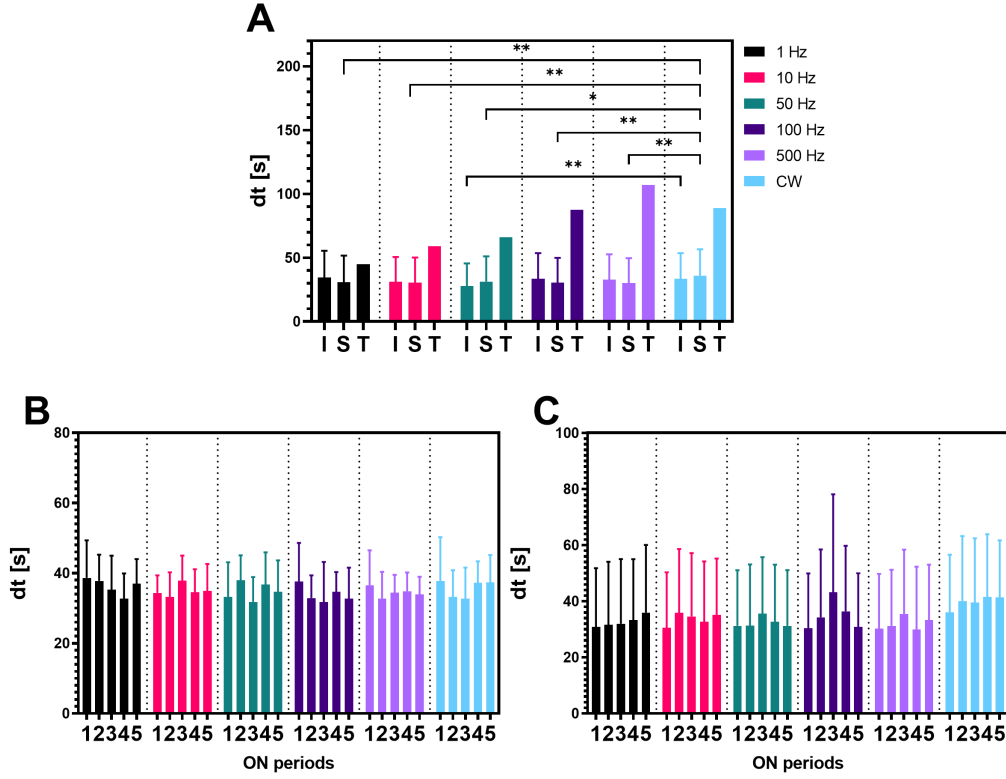 A
dt [s]
200
150
100
50
0
**
**
*
**
**
**
I S T I S T I S T I S T I S T I S T
1 Hz
10 Hz
50 Hz
100 Hz
500 Hz
CW
B
dt [s]
80
60
40
20
0
12345 12345 12345 12345 12345 12345
ON periods
C
dt [s]
100
80
60
40
20
0
12345 12345 12345 12345 12345 12345
ON periods